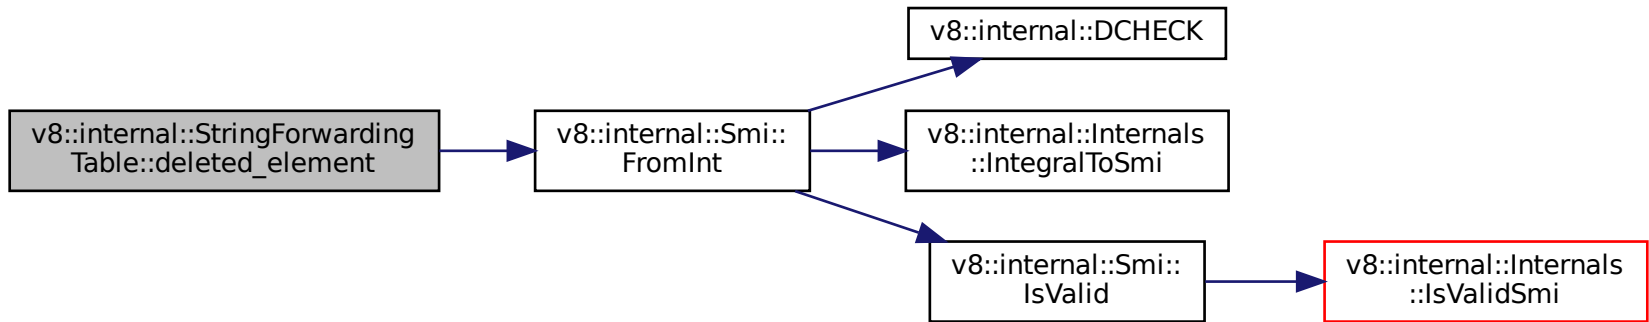 v8::internal::StringForwarding
Table::deleted_element
v8::internal::Smi::
FromInt
v8::internal::DCHECK
v8::internal::Internals
::IntegralToSmi
v8::internal::Smi::
IsValid
v8::internal::Internals
::IsValidSmi